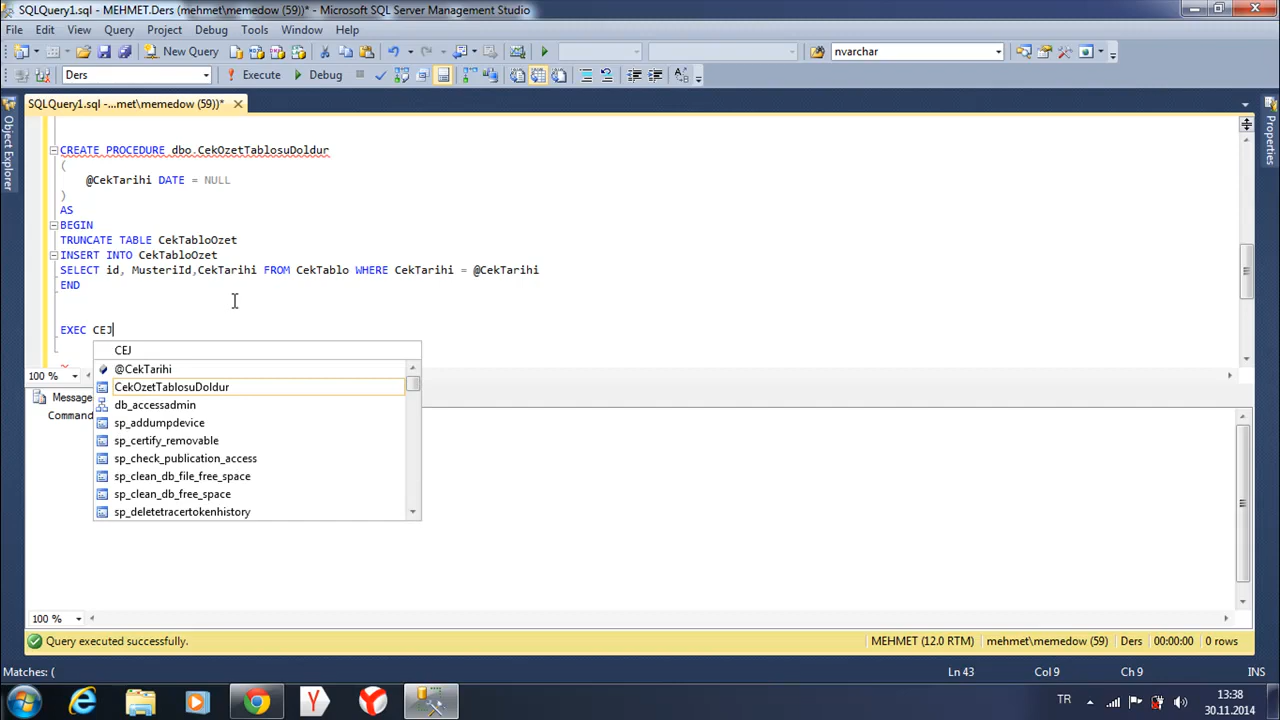 SQLQuery1.sql - MEHMET.Ders (mehmet\memedow (59))* - Microsoft SQL Server Management Studio
File Edit View Query Project Debug Tools Window Help
New Query nvarchar
Ders Execute Debug
SQLQuery1.sql -...met\memedow (59))*
Object Explorer
Properties
CREATE PROCEDURE dbo.CekOzetTablosuDoldur
(
@CekTarihi DATE = NULL
)
AS
BEGIN
TRUNCATE TABLE CekTabloOzet
INSERT INTO CekTabloOzet
SELECT id, MusteriId,CekTarihi FROM CekTablo WHERE CekTarihi = @CekTarihi
END
EXEC CEJ
CEJ
@CekTarihi
CekOzetTablosuDoldur
db_accessadmin
sp_addumpdevice
sp_certify_removable
sp_check_publication_access
sp_clean_db_file_free_space
sp_clean_db_free_space
sp_deletetracertokenhistory
100 %
Message
Command
100 %
Query executed successfully. MEHMET (12.0 RTM) mehmet\memedow (59) Ders 00:00:00 0 rows
Matches: ( Ln 43 Col 9 Ch 9 INS
TR 13:38
30.11.2014